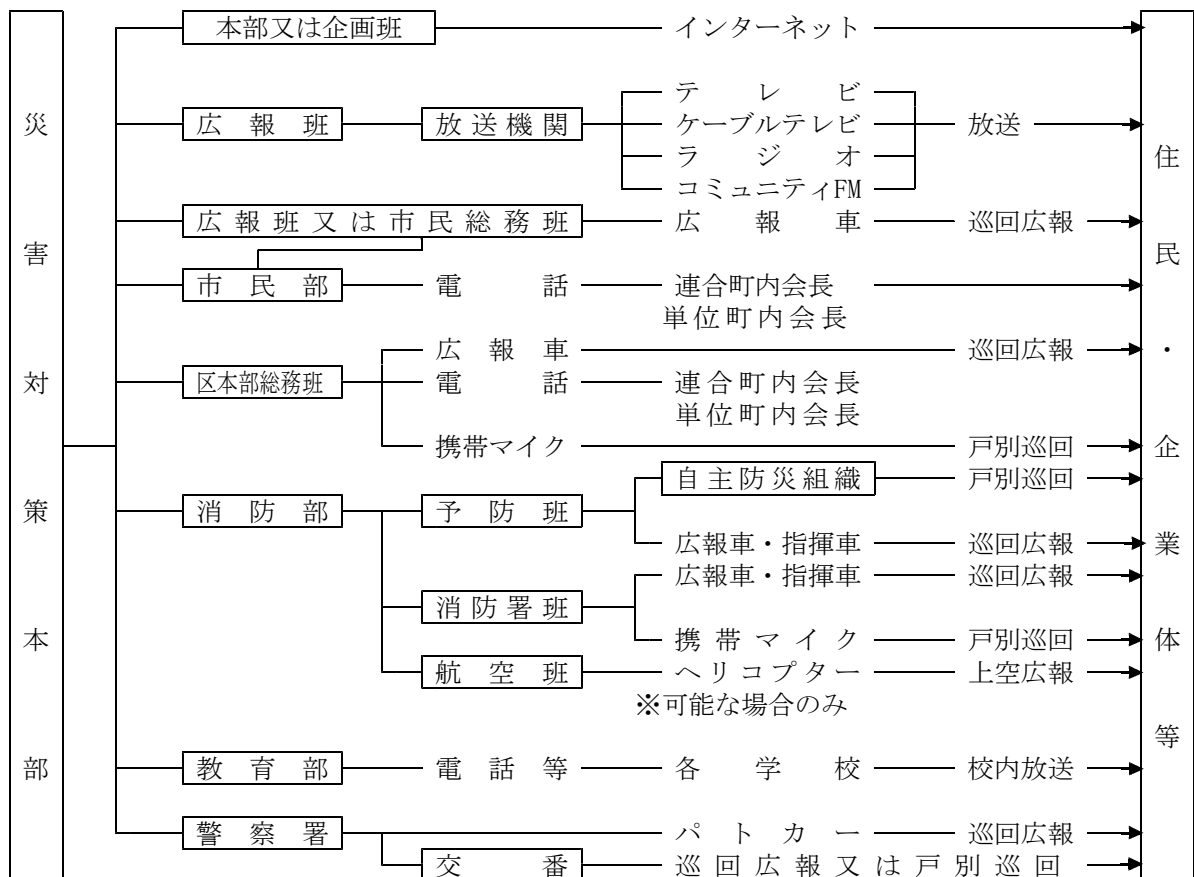 災害対策本部
本部又は企画班 インターネット
広報班 放送機関 テレビ
ケーブルテレビ 放送
ラジオ
コミュニティFM
広報班又は市民総務班 広報車 巡回広報
市民部 電話 連合町内会長
単位町内会長
広報車 巡回広報
区本部総務班 電話 連合町内会長
単位町内会長
携帯マイク 戸別巡回
自主防災組織 戸別巡回
消防部 予防班
広報車・指揮車 巡回広報
広報車・指揮車 巡回広報
消防署班
携帯マイク 戸別巡回
航空班 ヘリコプター 上空広報
※可能な場合のみ
教育部 電話等 各学校 校内放送
警察署 パトカー 巡回広報
交番 巡回広報又は戸別巡回
住民・企業体等